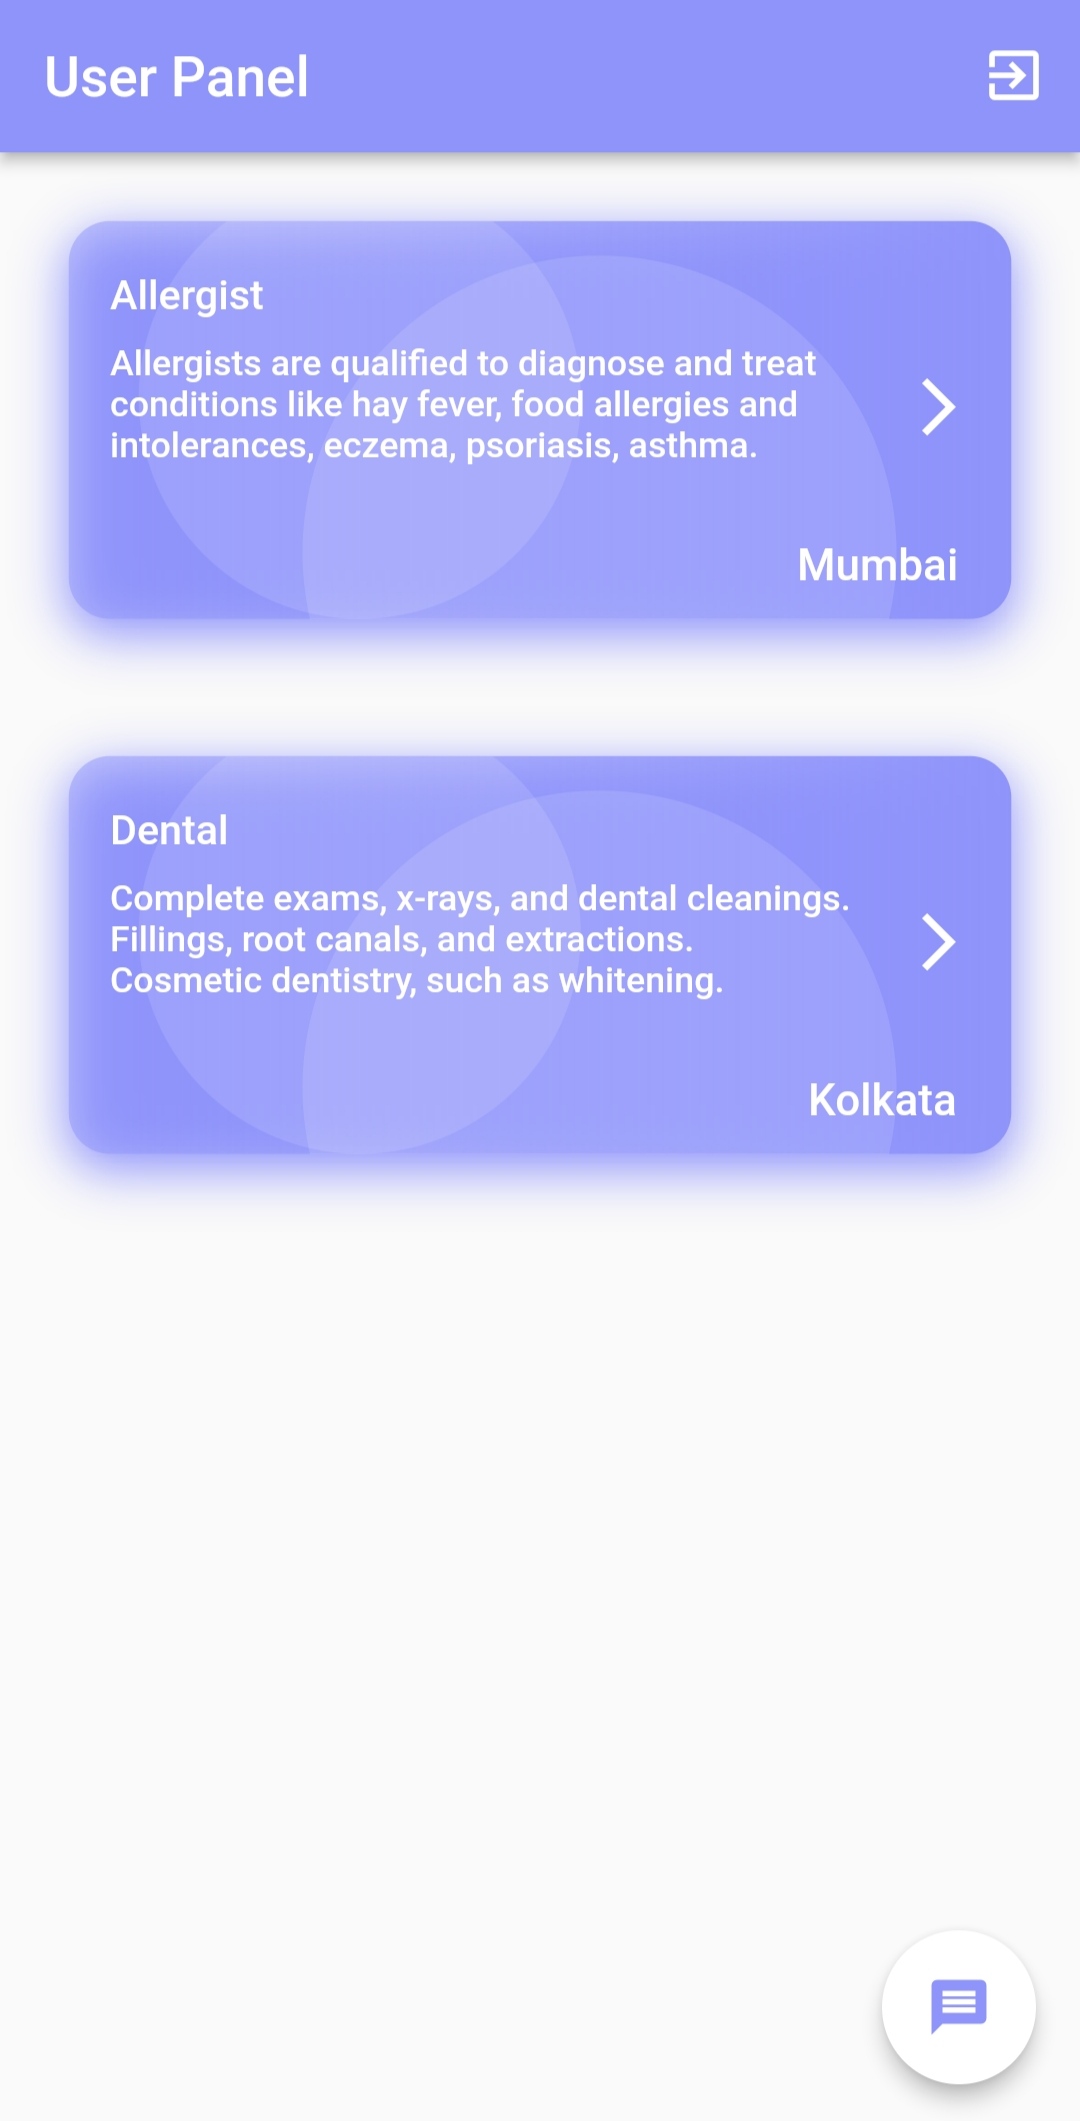 User Panel
Allergist
Allergists are qualified to diagnose and treat
conditions like hay fever, food allergies and
intolerances, eczema, psoriasis, asthma.
Mumbai
Dental
Complete exams, x-rays, and dental cleanings.
Fillings, root canals, and extractions.
Cosmetic dentistry, such as whitening.
Kolkata